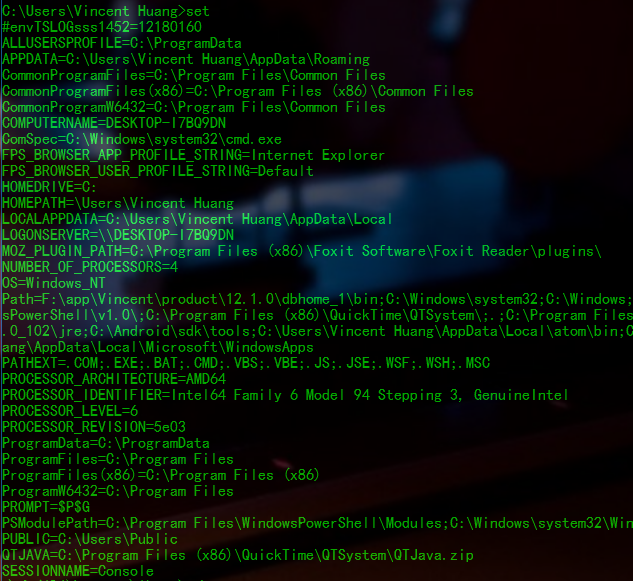 C:\Users\Vincent Huang>set
#envTSLOGsss1452=12180160
ALLUSERSPROFILE=C:\ProgramData
APPDATA=C:\Users\Vincent Huang\AppData\Roaming
CommonProgramFiles=C:\Program Files\Common Files
CommonProgramFiles(x86)=C:\Program Files (x86)\Common Files
CommonProgramW6432=C:\Program Files\Common Files
COMPUTERNAME=DESKTOP-I7BQ9DN
ComSpec=C:\Windows\system32\cmd.exe
FPS_BROWSER_APP_PROFILE_STRING=Internet Explorer
FPS_BROWSER_USER_PROFILE_STRING=Default
HOMEDRIVE=C:
HOMEPATH=\Users\Vincent Huang
LOCALAPPDATA=C:\Users\Vincent Huang\AppData\Local
LOGONSERVER=\\DESKTOP-I7BQ9DN
MOZ_PLUGIN_PATH=C:\Program Files (x86)\Foxit Software\Foxit Reader\plugins\
NUMBER_OF_PROCESSORS=4
OS=Windows_NT
Path=F:\app\Vincent\product\12.1.0\dbhome_1\bin;C:\Windows\system32;C:\Windows;
sPowerShell\v1.0\;C:\Program Files (x86)\QuickTime\QTSystem\;.;C:\Program Files
.0_102\jre;C:\Android\sdk\tools;C:\Users\Vincent Huang\AppData\Local\atom\bin;C
ang\AppData\Local\Microsoft\WindowsApps
PATHEXT=.COM;.EXE;.BAT;.CMD;.VBS;.VBE;.JS;.JSE;.WSF;.WSH;.MSC
PROCESSOR_ARCHITECTURE=AMD64
PROCESSOR_IDENTIFIER=Intel64 Family 6 Model 94 Stepping 3, GenuineIntel
PROCESSOR_LEVEL=6
PROCESSOR_REVISION=5e03
ProgramData=C:\ProgramData
ProgramFiles=C:\Program Files
ProgramFiles(x86)=C:\Program Files (x86)
ProgramW6432=C:\Program Files
PROMPT=$P$G
PSModulePath=C:\Program Files\WindowsPowerShell\Modules;C:\Windows\system32\Win
PUBLIC=C:\Users\Public
QTJAVA=C:\Program Files (x86)\QuickTime\QTSystem\QTJava.zip
SESSIONNAME=Console